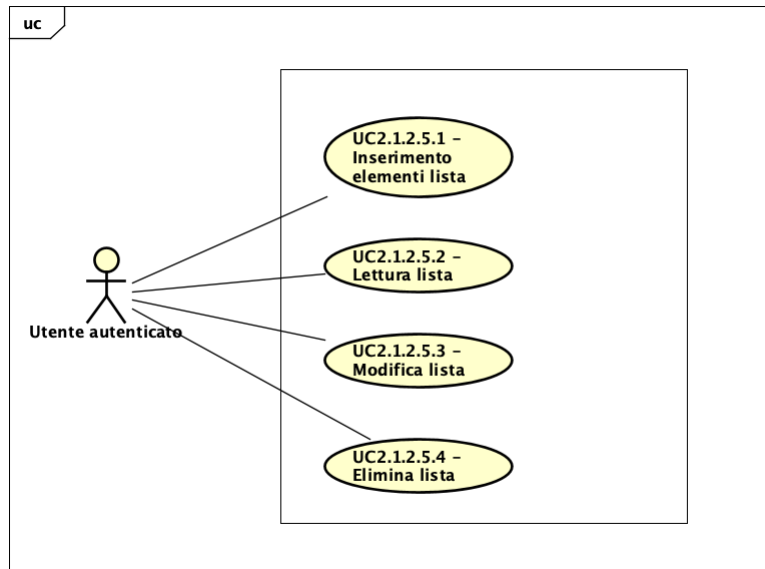 uc
UC2.1.2.5.1 –
Inserimento
elementi lista
UC2.1.2.5.2 –
Lettura lista
Utente autenticato
UC2.1.2.5.3 –
Modifica lista
UC2.1.2.5.4 –
Elimina lista